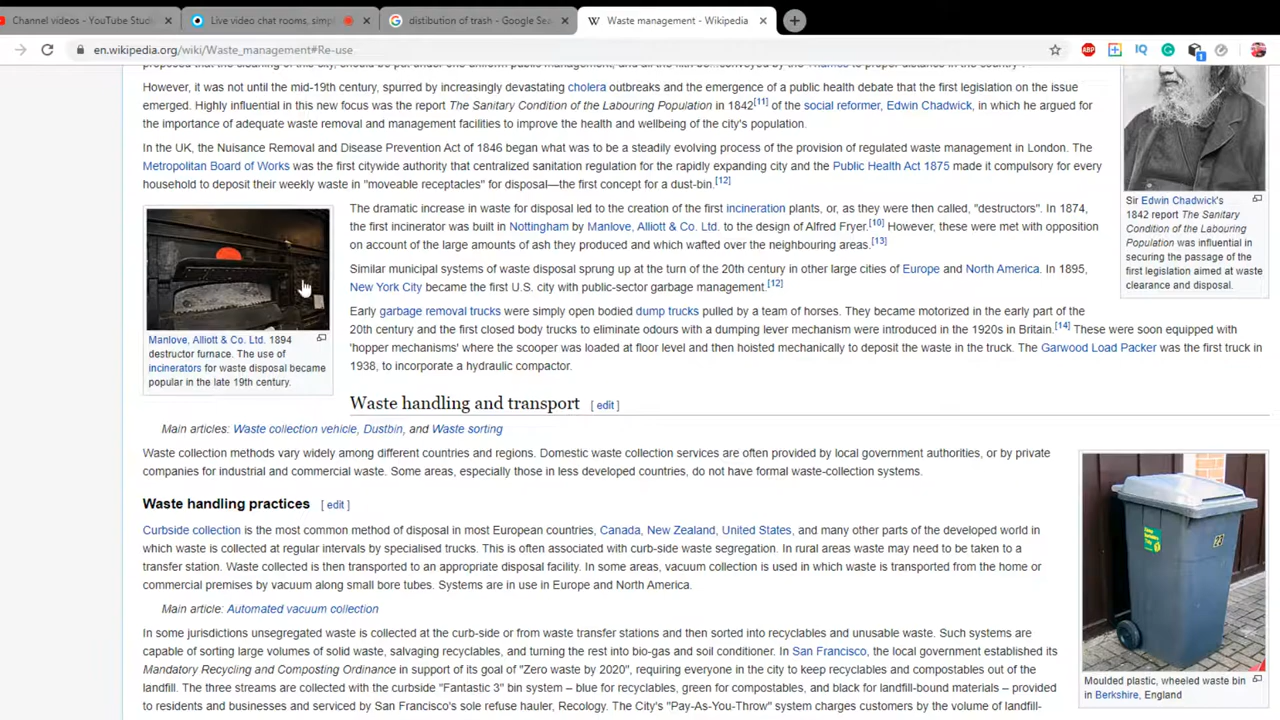 Channel videos - YouTube Studi
Live video chat rooms, simpl
distibution of trash - Google Sea
Waste management - Wikipedia
en.wikipedia.org/wiki/Waste_management#Re-use
However, it was not until the mid-19th century, spurred by increasingly devastating cholera outbreaks and the emergence of a public health debate that the first legislation on the issue
emerged. Highly influential in this new focus was the report The Sanitary Condition of the Labouring Population in 1842[11] of the social reformer, Edwin Chadwick, in which he argued for
the importance of adequate waste removal and management facilities to improve the health and wellbeing of the city's population.
In the UK, the Nuisance Removal and Disease Prevention Act of 1846 began what was to be a steadily evolving process of the provision of regulated waste management in London. The
Metropolitan Board of Works was the first citywide authority that centralized sanitation regulation for the rapidly expanding city and the Public Health Act 1875 made it compulsory for every
household to deposit their weekly waste in "moveable receptacles" for disposal—the first concept for a dust-bin.[12]
Sir Edwin Chadwick's
1842 report The Sanitary
Condition of the Labouring
Population was influential in
securing the passage of the
first legislation aimed at waste
clearance and disposal.
The dramatic increase in waste for disposal led to the creation of the first incineration plants, or, as they were then called, "destructors". In 1874,
the first incinerator was built in Nottingham by Manlove, Alliott & Co. Ltd. to the design of Alfred Fryer.[10] However, these were met with opposition
on account of the large amounts of ash they produced and which wafted over the neighbouring areas.[13]
Similar municipal systems of waste disposal sprung up at the turn of the 20th century in other large cities of Europe and North America. In 1895,
New York City became the first U.S. city with public-sector garbage management.[12]
Early garbage removal trucks were simply open bodied dump trucks pulled by a team of horses. They became motorized in the early part of the
20th century and the first closed body trucks to eliminate odours with a dumping lever mechanism were introduced in the 1920s in Britain.[14] These were soon equipped with
'hopper mechanisms' where the scooper was loaded at floor level and then hoisted mechanically to deposit the waste in the truck. The Garwood Load Packer was the first truck in
1938, to incorporate a hydraulic compactor.
Manlove, Alliott & Co. Ltd. 1894
destructor furnace. The use of
incinerators for waste disposal became
popular in the late 19th century.
Waste handling and transport [ edit ]
Main articles: Waste collection vehicle, Dustbin, and Waste sorting
Waste collection methods vary widely among different countries and regions. Domestic waste collection services are often provided by local government authorities, or by private
companies for industrial and commercial waste. Some areas, especially those in less developed countries, do not have formal waste-collection systems.
Waste handling practices [ edit ]
Curbside collection is the most common method of disposal in most European countries, Canada, New Zealand, United States, and many other parts of the developed world in
which waste is collected at regular intervals by specialised trucks. This is often associated with curb-side waste segregation. In rural areas waste may need to be taken to a
transfer station. Waste collected is then transported to an appropriate disposal facility. In some areas, vacuum collection is used in which waste is transported from the home or
commercial premises by vacuum along small bore tubes. Systems are in use in Europe and North America.
Main article: Automated vacuum collection
In some jurisdictions unsegregated waste is collected at the curb-side or from waste transfer stations and then sorted into recyclables and unusable waste. Such systems are
capable of sorting large volumes of solid waste, salvaging recyclables, and turning the rest into bio-gas and soil conditioner. In San Francisco, the local government established its
Mandatory Recycling and Composting Ordinance in support of its goal of "Zero waste by 2020", requiring everyone in the city to keep recyclables and compostables out of the
landfill. The three streams are collected with the curbside "Fantastic 3" bin system – blue for recyclables, green for compostables, and black for landfill-bound materials – provided
to residents and businesses and serviced by San Francisco's sole refuse hauler, Recology. The City's "Pay-As-You-Throw" system charges customers by the volume of landfill-
Moulded plastic, wheeled waste bin
in Berkshire, England